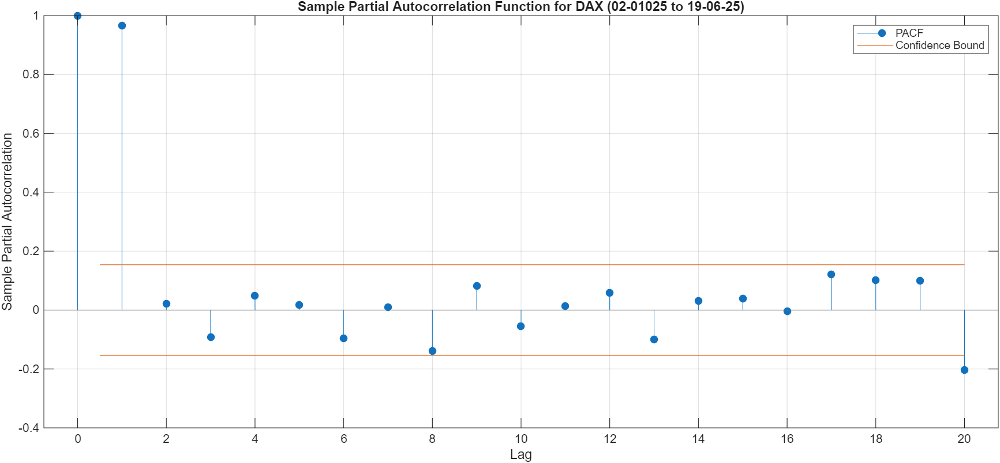 Sample Partial Autocorrelation Function for DAX (02-01025 to 19-06-25)
PACF
Confidence Bound
Sample Partial Autocorrelation
1
0.8
0.6
0.4
0.2
0
-0.2
-0.4
0 2 4 6 8 10 12 14 16 18 20
Lag